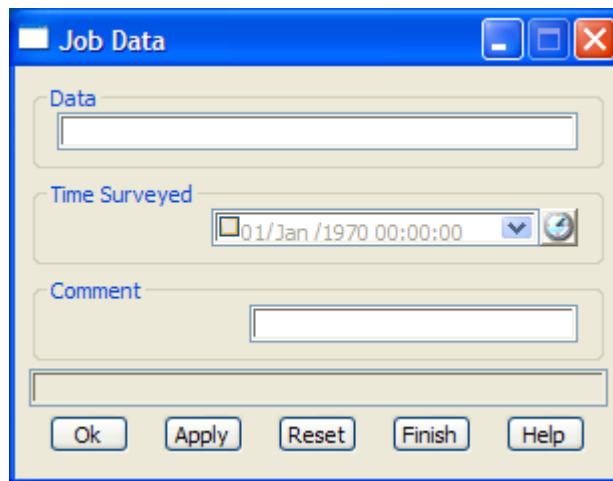 Job Data
Data
Time Surveyed
01/Jan /1970 00:00:00
Comment
Ok Apply Reset Finish Help